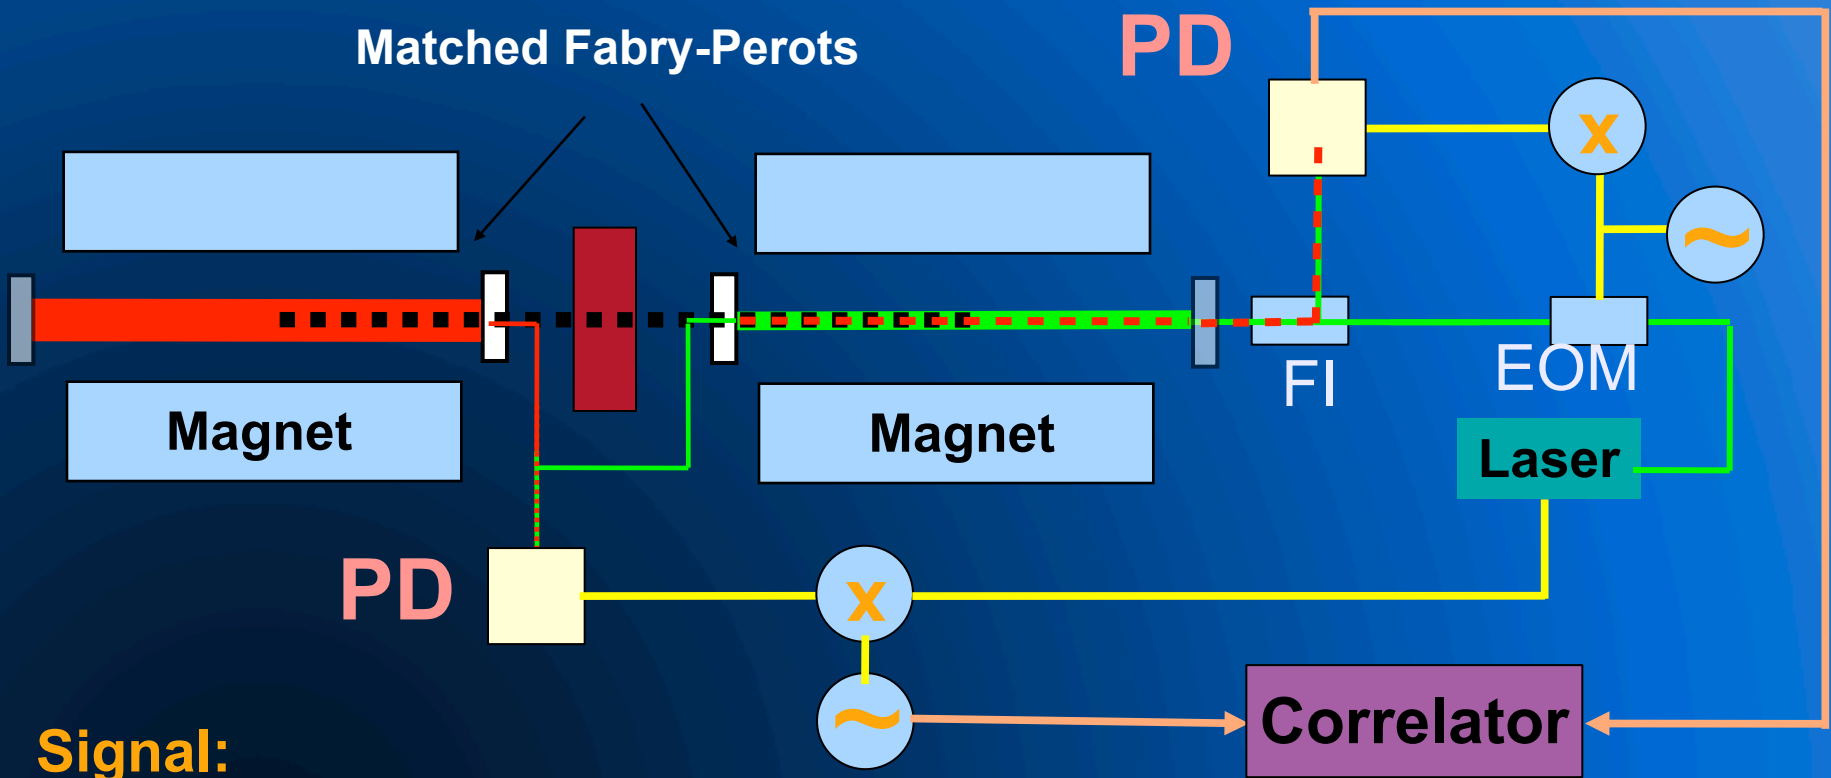 Matched Fabry-Perots
PD
x
~
FI
EOM
Magnet
Magnet
Laser
PD
x
~
Correlator
Signal: